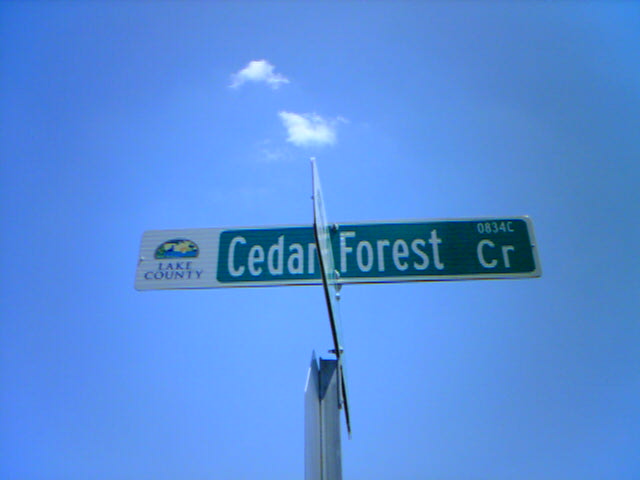 LAKE
COUNTY
Cedar Forest
0834C
Cr